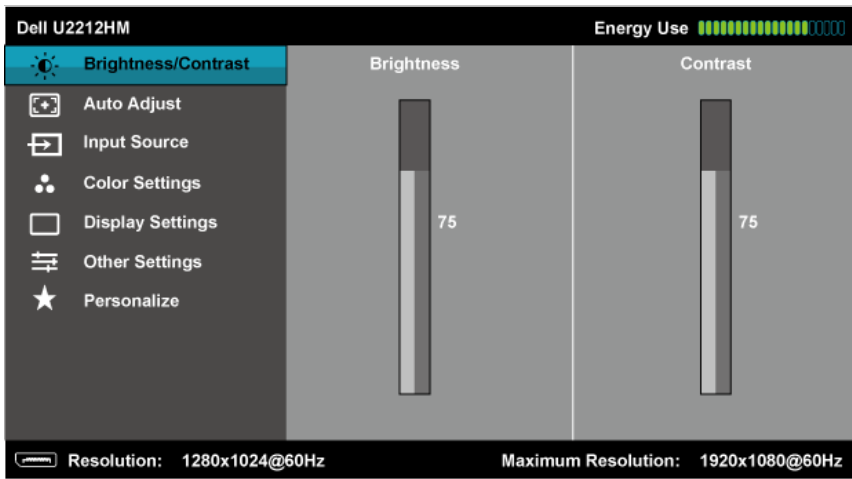 Dell U2212HM Energy Use
Brightness/Contrast Brightness Contrast
Auto Adjust
Input Source
Color Settings
Display Settings 75 75
Other Settings
Personalize
Resolution: 1280x1024@60Hz Maximum Resolution: 1920x1080@60Hz